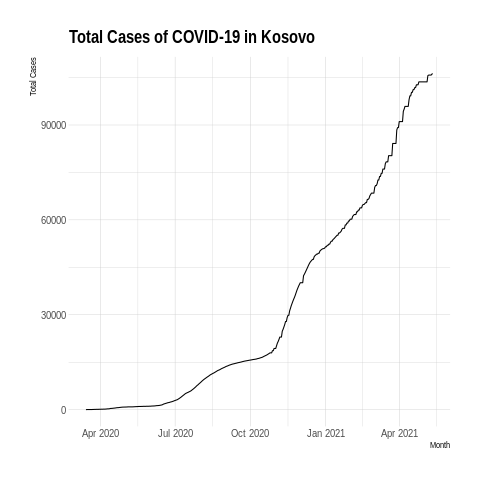 Total Cases of COVID-19 in Kosovo
Total Cases
90000
60000
30000
0
Apr 2020 Jul 2020 Oct 2020 Jan 2021 Apr 2021
Month